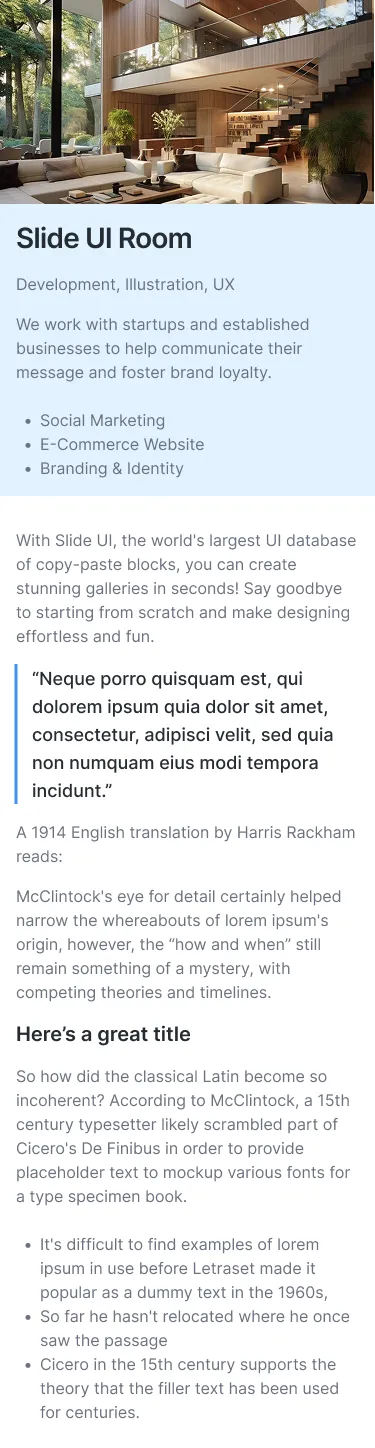 Slide UI Room
Development, Illustration, UX
We work with startups and established
businesses to help communicate their
message and foster brand loyalty.
• Social Marketing
• E-Commerce Website
• Branding & Identity
With Slide UI, the world's largest UI database
of copy-paste blocks, you can create
stunning galleries in seconds! Say goodbye
to starting from scratch and make designing
effortless and fun.
“Neque porro quisquam est, qui
dolorem ipsum quia dolor sit amet,
consectetur, adipisci velit, sed quia
non numquam eius modi tempora
incidunt.”
A 1914 English translation by Harris Rackham
reads:
McClintock's eye for detail certainly helped
narrow the whereabouts of lorem ipsum's
origin, however, the “how and when” still
remain something of a mystery, with
competing theories and timelines.
Here’s a great title
So how did the classical Latin become so
incoherent? According to McClintock, a 15th
century typesetter likely scrambled part of
Cicero's De Finibus in order to provide
placeholder text to mockup various fonts for
a type specimen book.
• It's difficult to find examples of lorem
ipsum in use before Letraset made it
popular as a dummy text in the 1960s,
• So far he hasn't relocated where he once
saw the passage
• Cicero in the 15th century supports the
theory that the filler text has been used
for centuries.